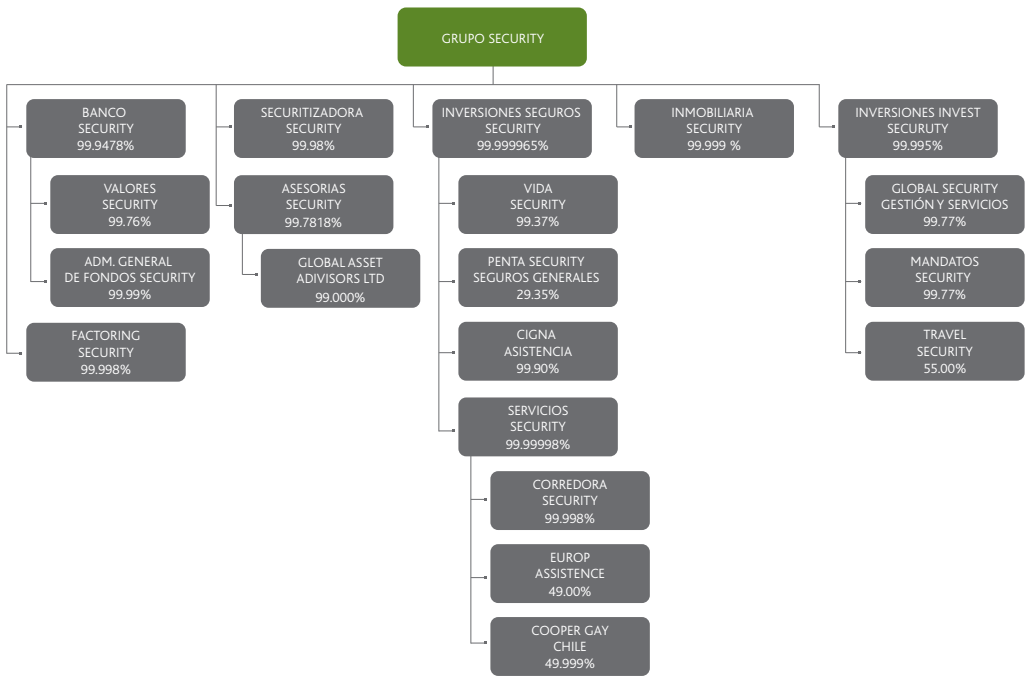 GRUPO SECURITY
BANCO
SECURITY
99.9478%
VALORES
SECURITY
99.76%
ADM. GENERAL
DE FONDOS SECURITY
99.99%
FACTORING
SECURITY
99.998%
SECURITIZADORA
SECURITY
99.98%
ASESORIAS
SECURITY
99.7818%
GLOBAL ASSET
ADIVISORS LTD
99.000%
INVERSIONES SEGUROS
SECURITY
99.999965%
VIDA
SECURITY
99.37%
PENTA SECURITY
SEGUROS GENERALES
29.35%
CIGNA
ASISTENCIA
99.90%
SERVICIOS
SECURITY
99.99998%
CORREDORA
SECURITY
99.998%
EUROP
ASSISTENCE
49.00%
COOPER GAY
CHILE
49.999%
INMOBILIARIA
SECURITY
99.999 %
INVERSIONES INVEST
SECURUTY
99.995%
GLOBAL SECURITY
GESTIÓN Y SERVICIOS
99.77%
MANDATOS
SECURITY
99.77%
TRAVEL
SECURITY
55.00%